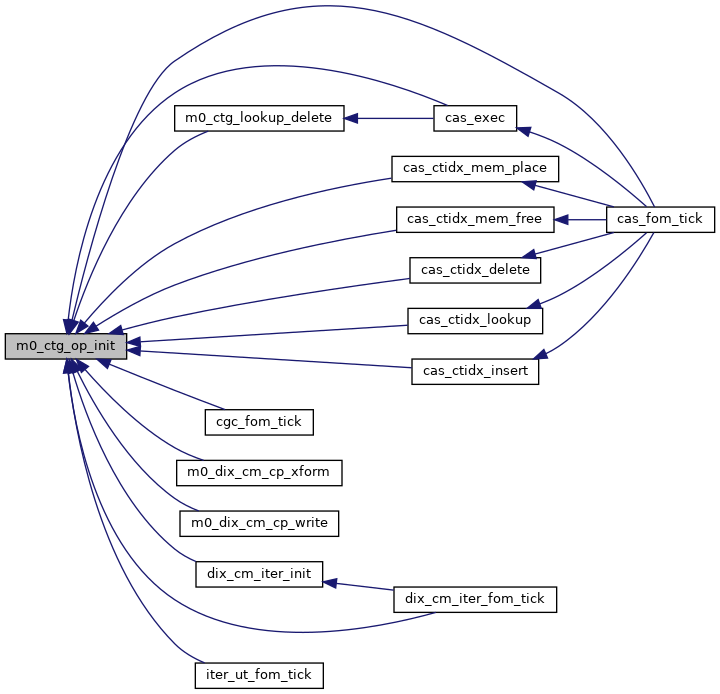 m0_ctg_lookup_delete
cas_exec
cas_ctidx_mem_place
cas_ctidx_mem_free
cas_fom_tick
cas_ctidx_delete
cas_ctidx_lookup
m0_ctg_op_init
cas_ctidx_insert
cgc_fom_tick
m0_dix_cm_cp_xform
m0_dix_cm_cp_write
dix_cm_iter_init
dix_cm_iter_fom_tick
iter_ut_fom_tick